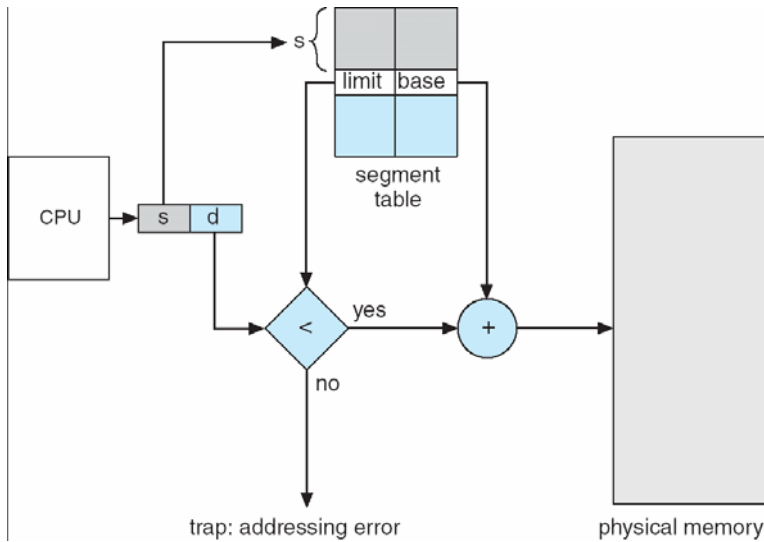 s
limit base
segment
table
CPU
s d
<
yes
+
no
trap: addressing error
physical memory